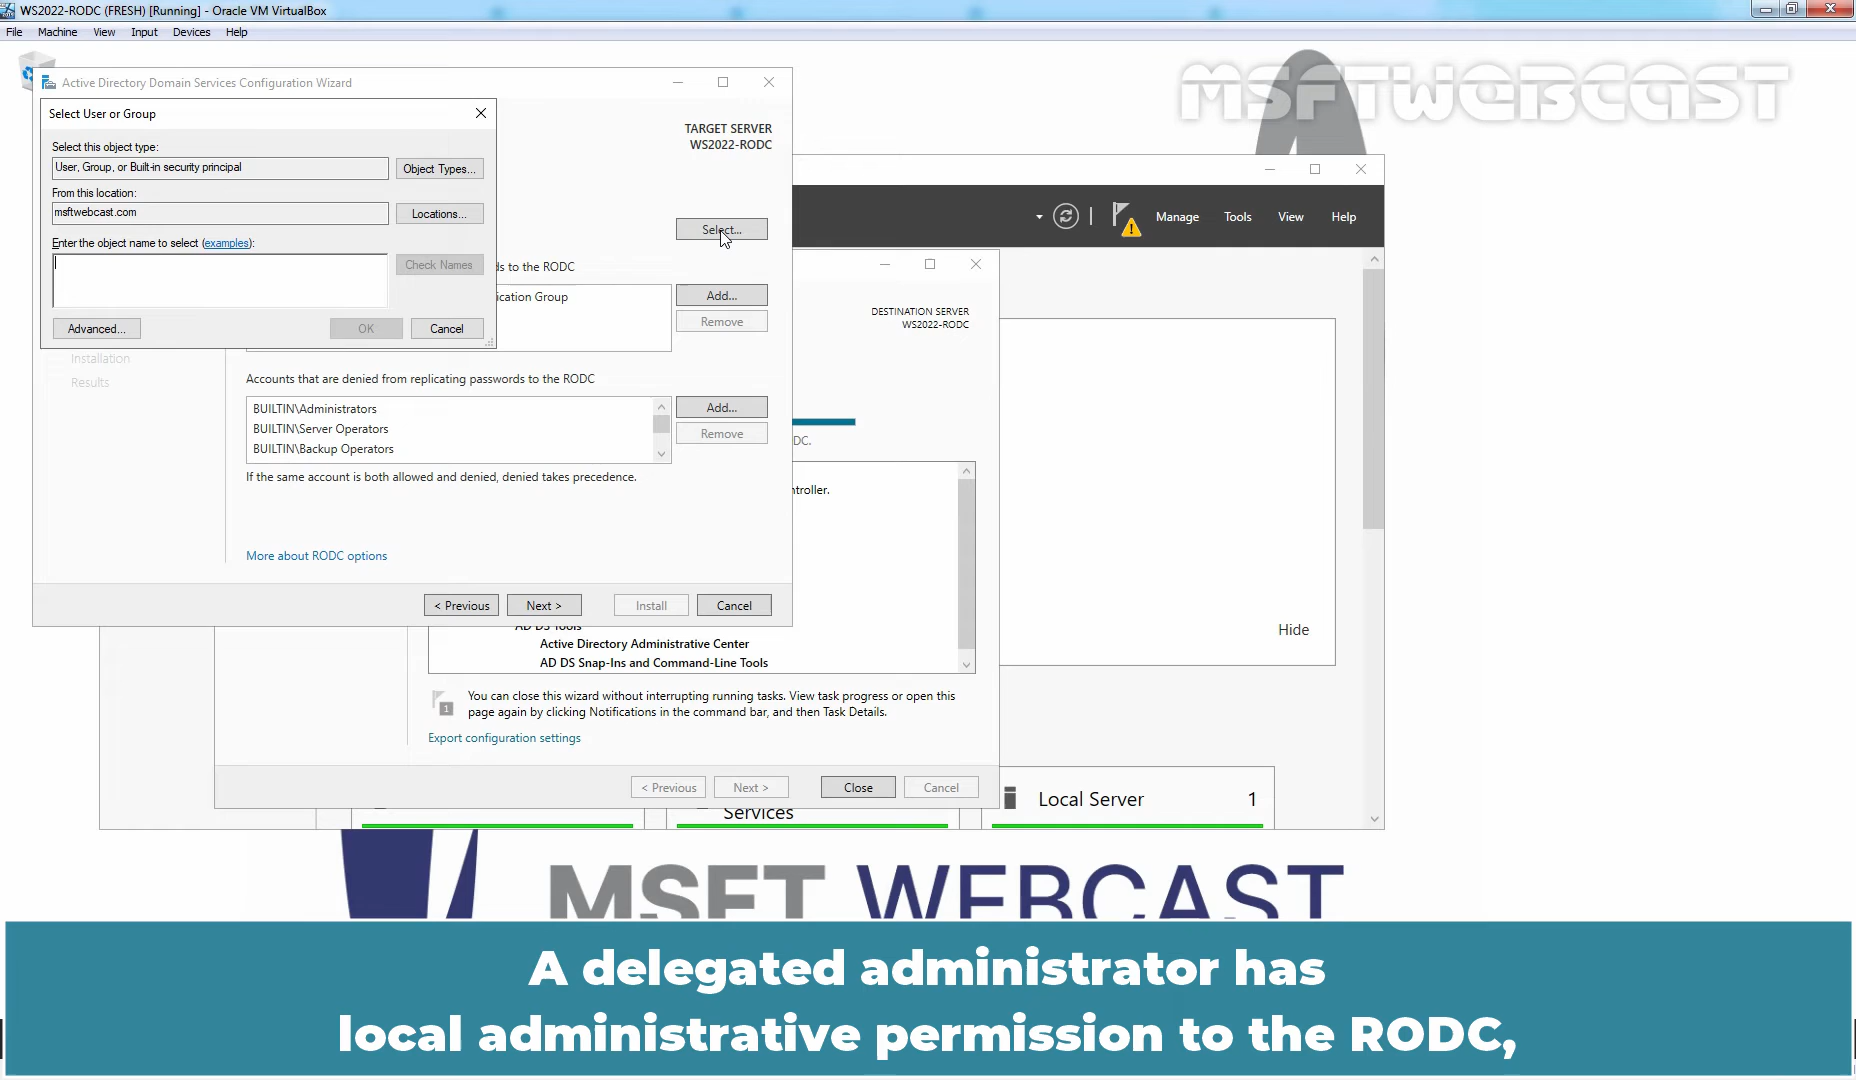 WS2022-RODC (FRESH) [Running] - Oracle VM VirtualBox
File Machine View Input Devices Help
MSFTWEBCAST
Active Directory Domain Services Configuration Wizard
Select User or Group
TARGET SERVER
WS2022-RODC
Select this object type:
User, Group, or Built-in security principal
Object Types...
From this location:
msftwebcast.com
Locations...
Enter the object name to select (examples):
Check Names
Advanced...
OK
Cancel
Select...
ds to the RODC
ication Group
Add...
Remove
Installation
Results
Accounts that are denied from replicating passwords to the RODC
BUILTIN\Administrators
BUILTIN\Server Operators
BUILTIN\Backup Operators
Add...
Remove
If the same account is both allowed and denied, denied takes precedence.
More about RODC options
< Previous
Next >
Install
Cancel
Manage
Tools
View
Help
DESTINATION SERVER
WS2022-RODC
DC.
ntroller.
AD DS Tools
Active Directory Administrative Center
AD DS Snap-Ins and Command-Line Tools
1
You can close this wizard without interrupting running tasks. View task progress or open this
page again by clicking Notifications in the command bar, and then Task Details.
Export configuration settings
< Previous
Next >
Close
Cancel
Hide
Services
Local Server
1
MSFT WEBCAST
A delegated administrator has
local administrative permission to the RODC,